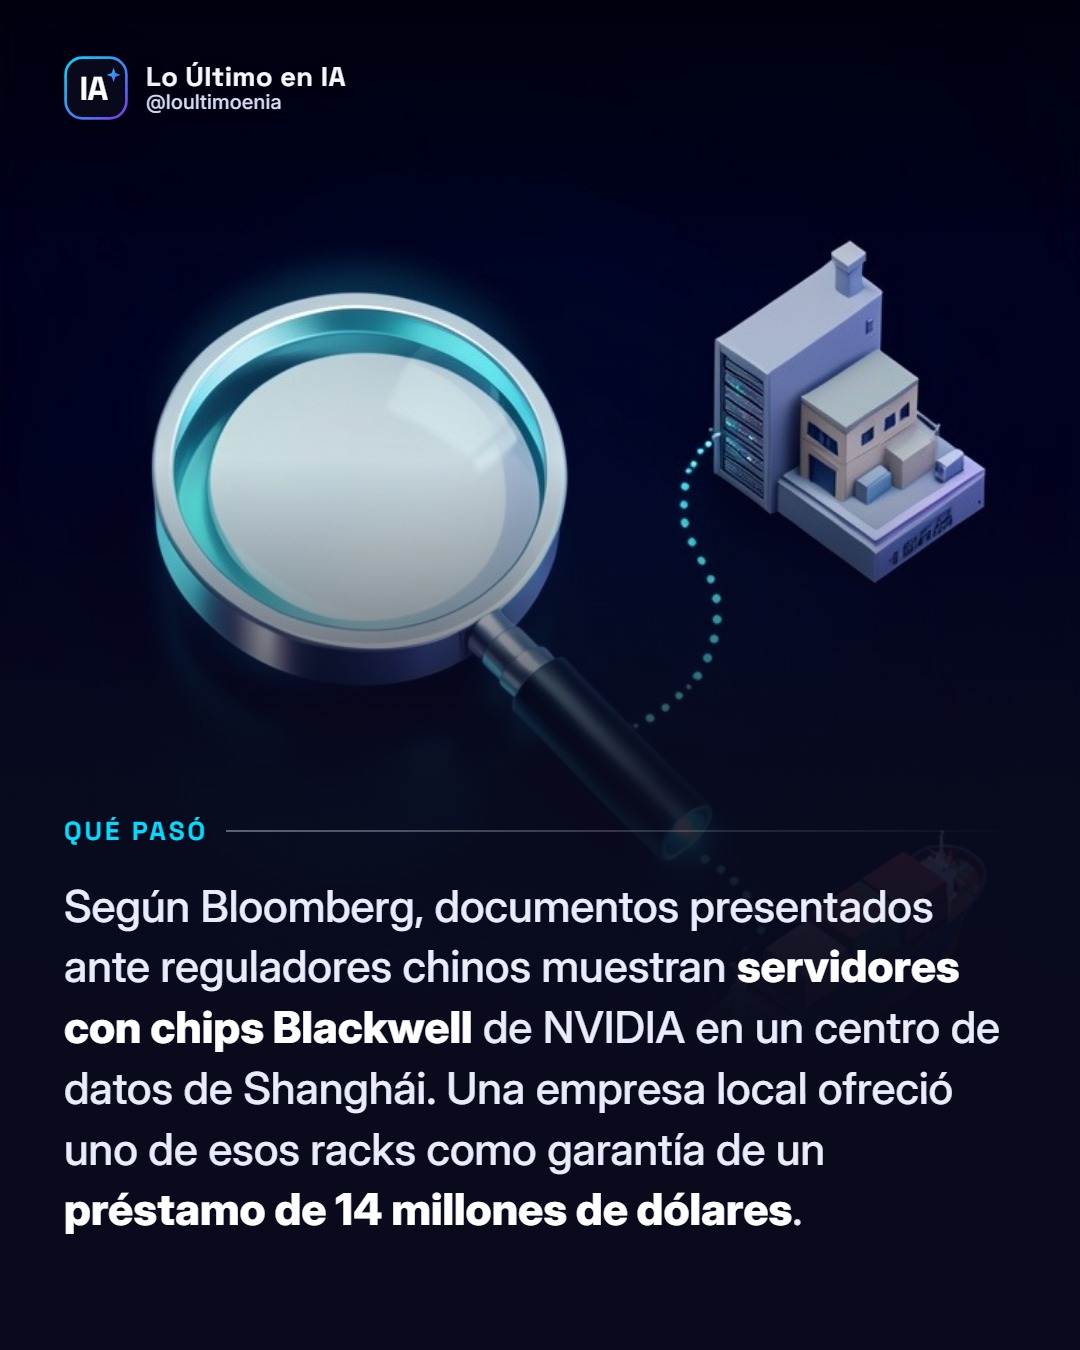 IA
Lo Último en IA
@loultimoenia
QUÉ PASÓ
Según Bloomberg, documentos presentados
ante reguladores chinos muestran servidores
con chips Blackwell de NVIDIA en un centro de
datos de Shanghái. Una empresa local ofreció
uno de esos racks como garantía de un
préstamo de 14 millones de dólares.